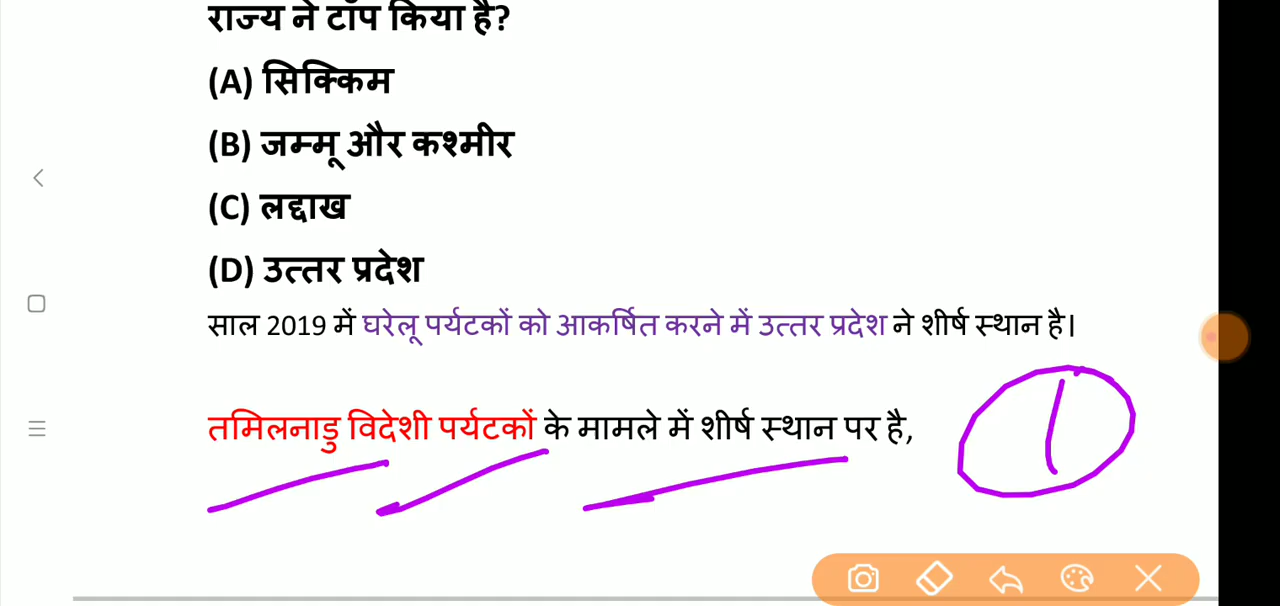 राज्य ने टॉप किया है?
(A) सिक्किम
(B) जम्मू और कश्मीर
(C) लद्दाख
(D) उत्तर प्रदेश
साल 2019 में घरेलू पर्यटकों को आकर्षित करने में उत्तर प्रदेश ने शीर्ष स्थान है।
तमिलनाडु विदेशी पर्यटकों के मामले में शीर्ष स्थान पर है,
1